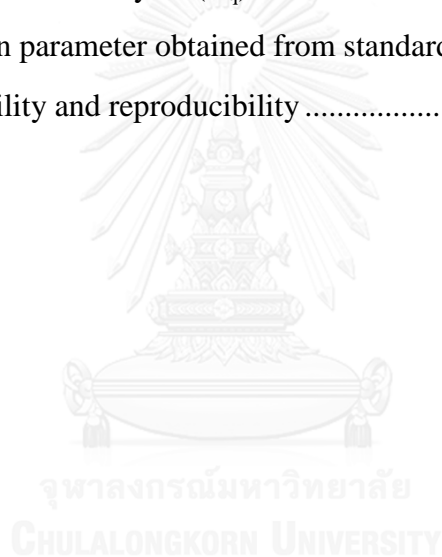 n parameter obtained from standard
ility and reproducibility ..................
จุฬาลงกรณ์มหาวิทยาลัย
CHULALONGKORN UNIVERSITY